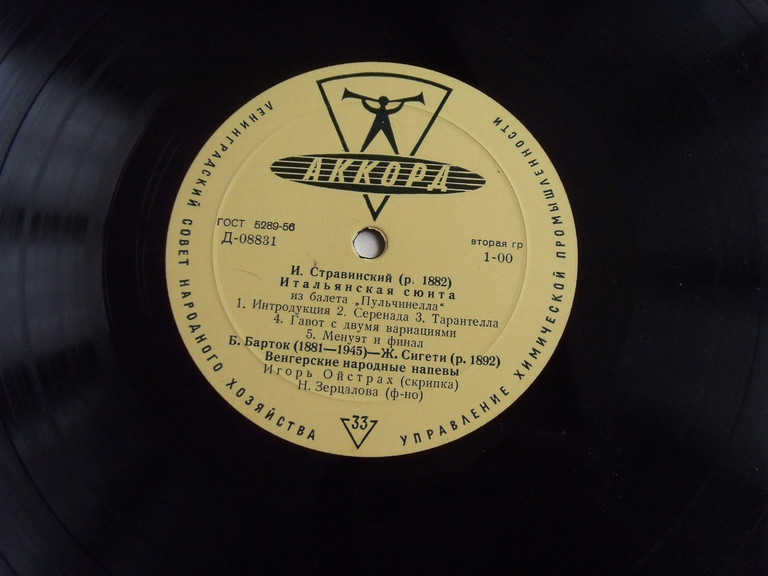 ЛЕНИНГРАДСКИЙ СОВЕТ НАРОДНОГО ХОЗЯЙСТВА
УПРАВЛЕНИЕ ХИМИЧЕСКОЙ ПРОМЫШЛЕННОСТИ
АККОРД
ГОСТ 5289-56
Д-08831
вторая гр
1-00
И. Стравинский (р. 1882)
Итальянская сюита
из балета „Пульчинелла“
1. Интродукция 2. Серенада 3. Тарантелла
4. Гавот с двумя вариациями
5. Менуэт и финал
Б. Барток (1881—1945)—Ж. Сигети (р. 1892)
Венгерские народные напевы
Игорь Ойстрах (скрипка)
Н. Зерцалова (ф-но)
33